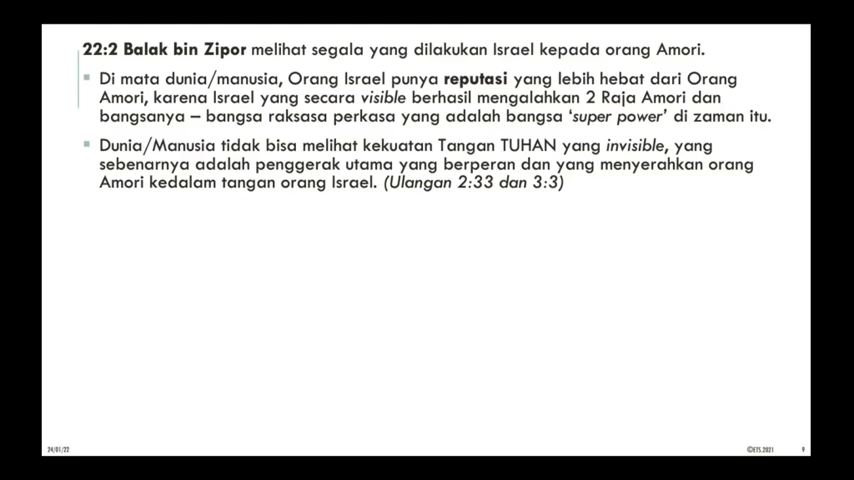 22:2 Balak bin Zipor melihat segala yang dilakukan Israel kepada orang Amori.
▪ Di mata dunia/manusia, Orang Israel punya reputasi yang lebih hebat dari Orang
Amori, karena Israel yang secara visible berhasil mengalahkan 2 Raja Amori dan
bangsanya – bangsa raksasa perkasa yang adalah bangsa ‘super power’ di zaman itu.
▪ Dunia/Manusia tidak bisa melihat kekuatan Tangan TUHAN yang invisible, yang
sebenarnya adalah penggerak utama yang berperan dan yang menyerahkan orang
Amori kedalam tangan orang Israel. (Ulangan 2:33 dan 3:3)
24/01/22 ©ETS.2021 9